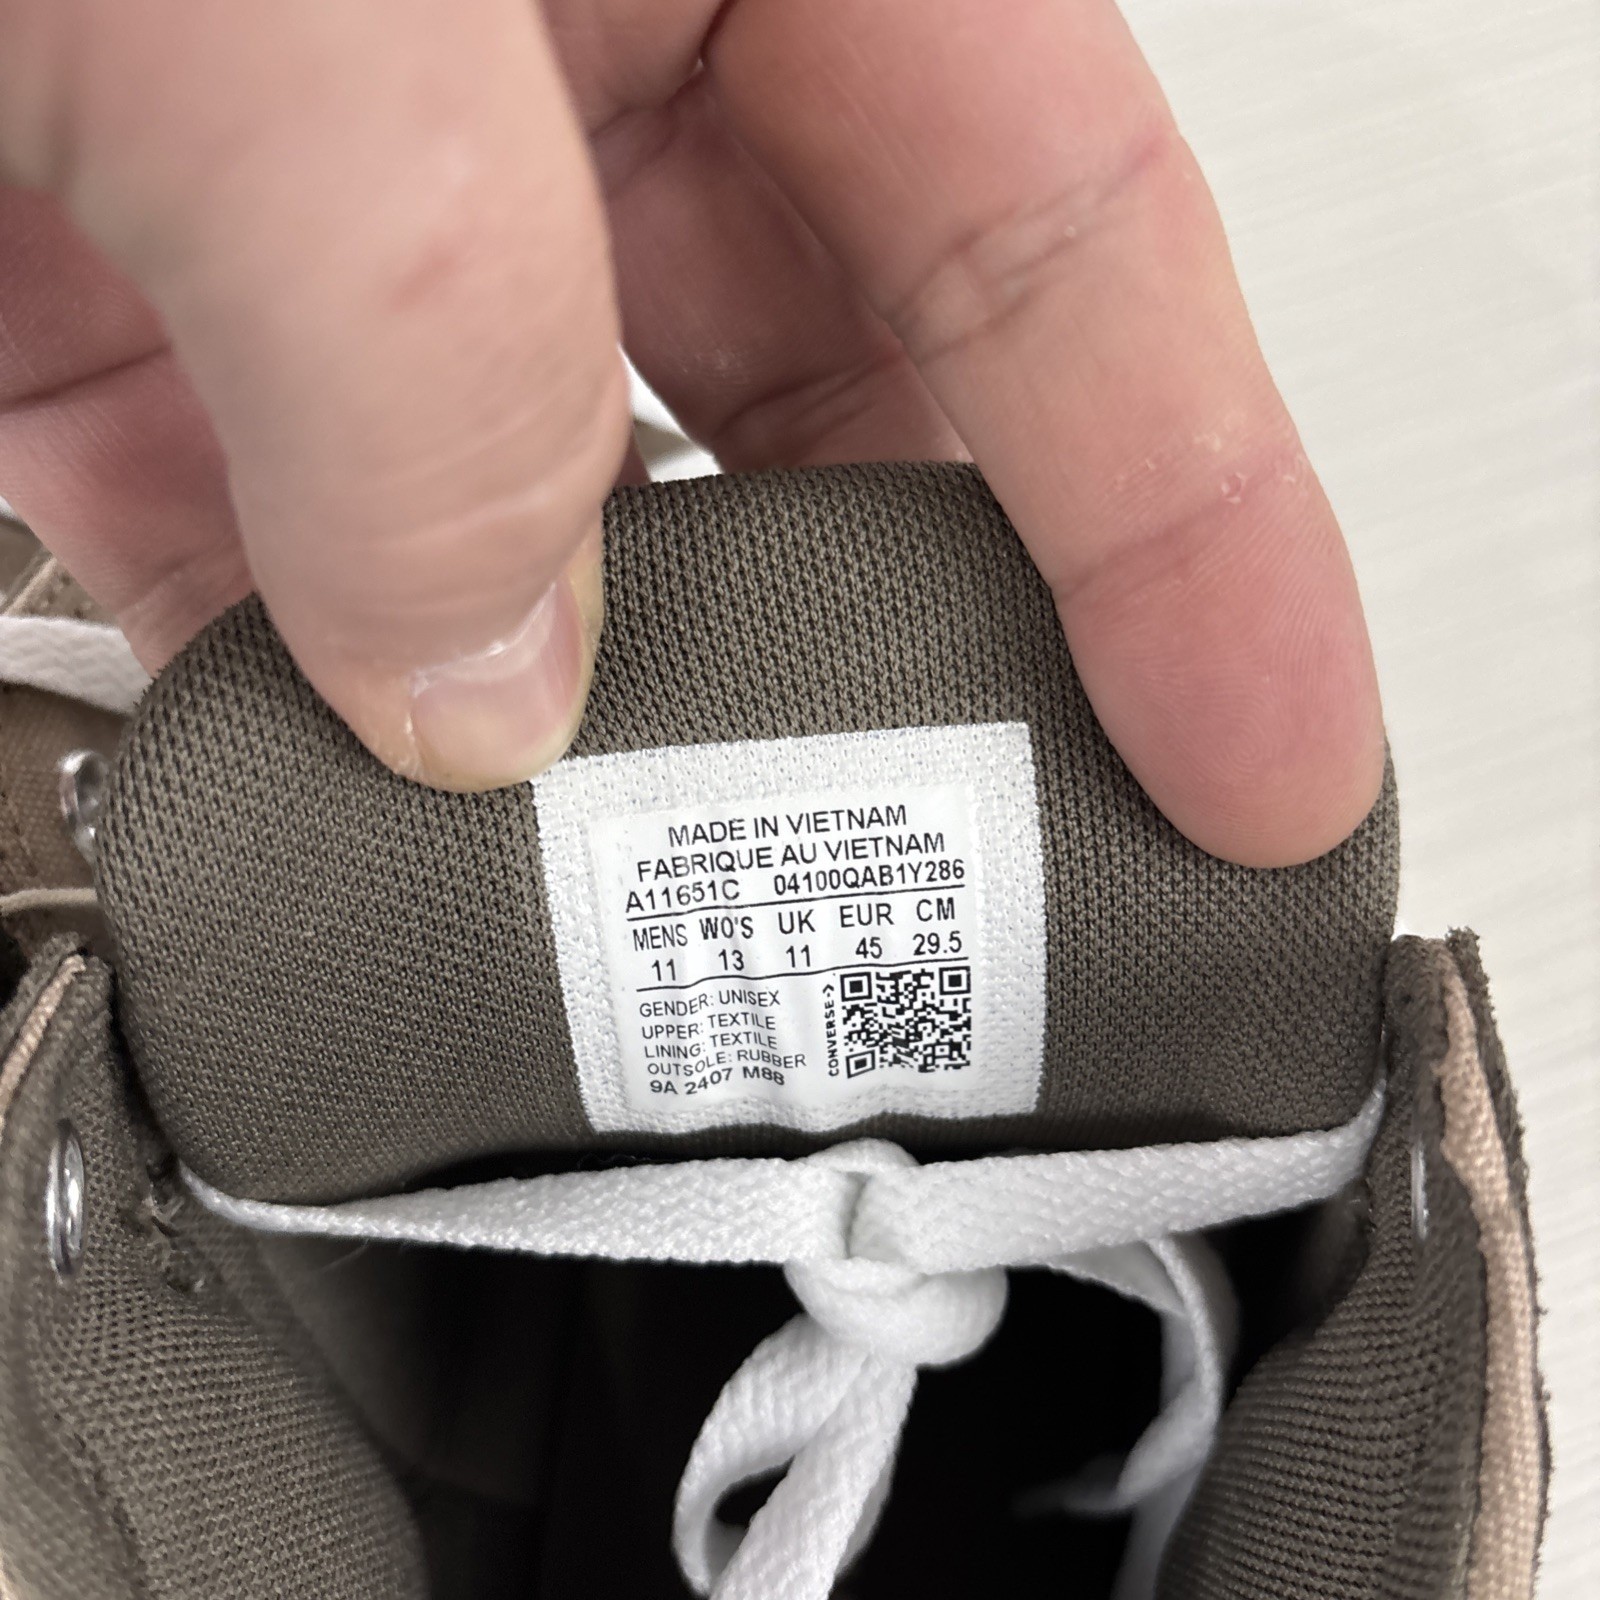 MADE IN VIETNAM
FABRIQUE AU VIETNAM
A11651C 04100QAB1Y286
MENS WO'S UK EUR CM
11 13 11 45 29.5
GENDER: UNISEX
UPPER: TEXTILE
LINING: TEXTILE
OUTSOLE: RUBBER
9A 2407 M88
CONVERSE